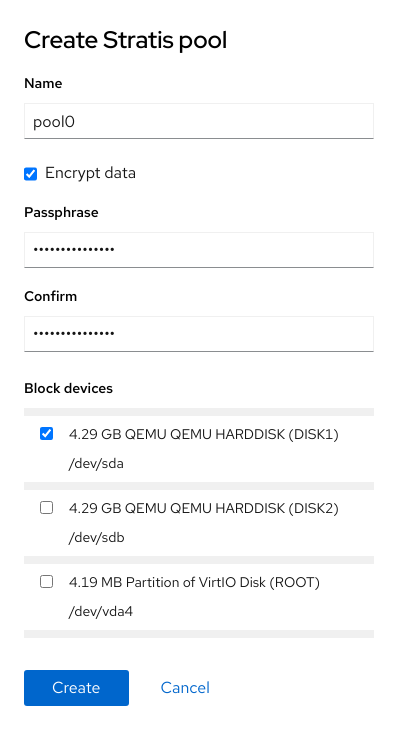 Create Stratis pool
Name
pool0
Encrypt data
Passphrase
•••••••••••••••
Confirm
•••••••••••••••
Block devices
4.29 GB QEMU QEMU HARDDISK (DISK1)
/dev/sda
4.29 GB QEMU QEMU HARDDISK (DISK2)
/dev/sdb
4.19 MB Partition of VirtIO Disk (ROOT)
/dev/vda4
Create Cancel